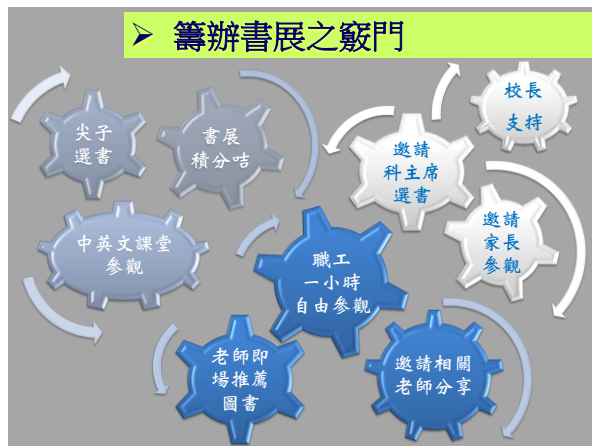 ➢ 籌辦書展之竅門
尖子
選書
書展
積分咭
中英文課堂
參觀
校長
支持
邀請
科主席
選書
邀請
家長
參觀
職工
一小時
自由參觀
老師即
場推薦
圖書
邀請相關
老師分享